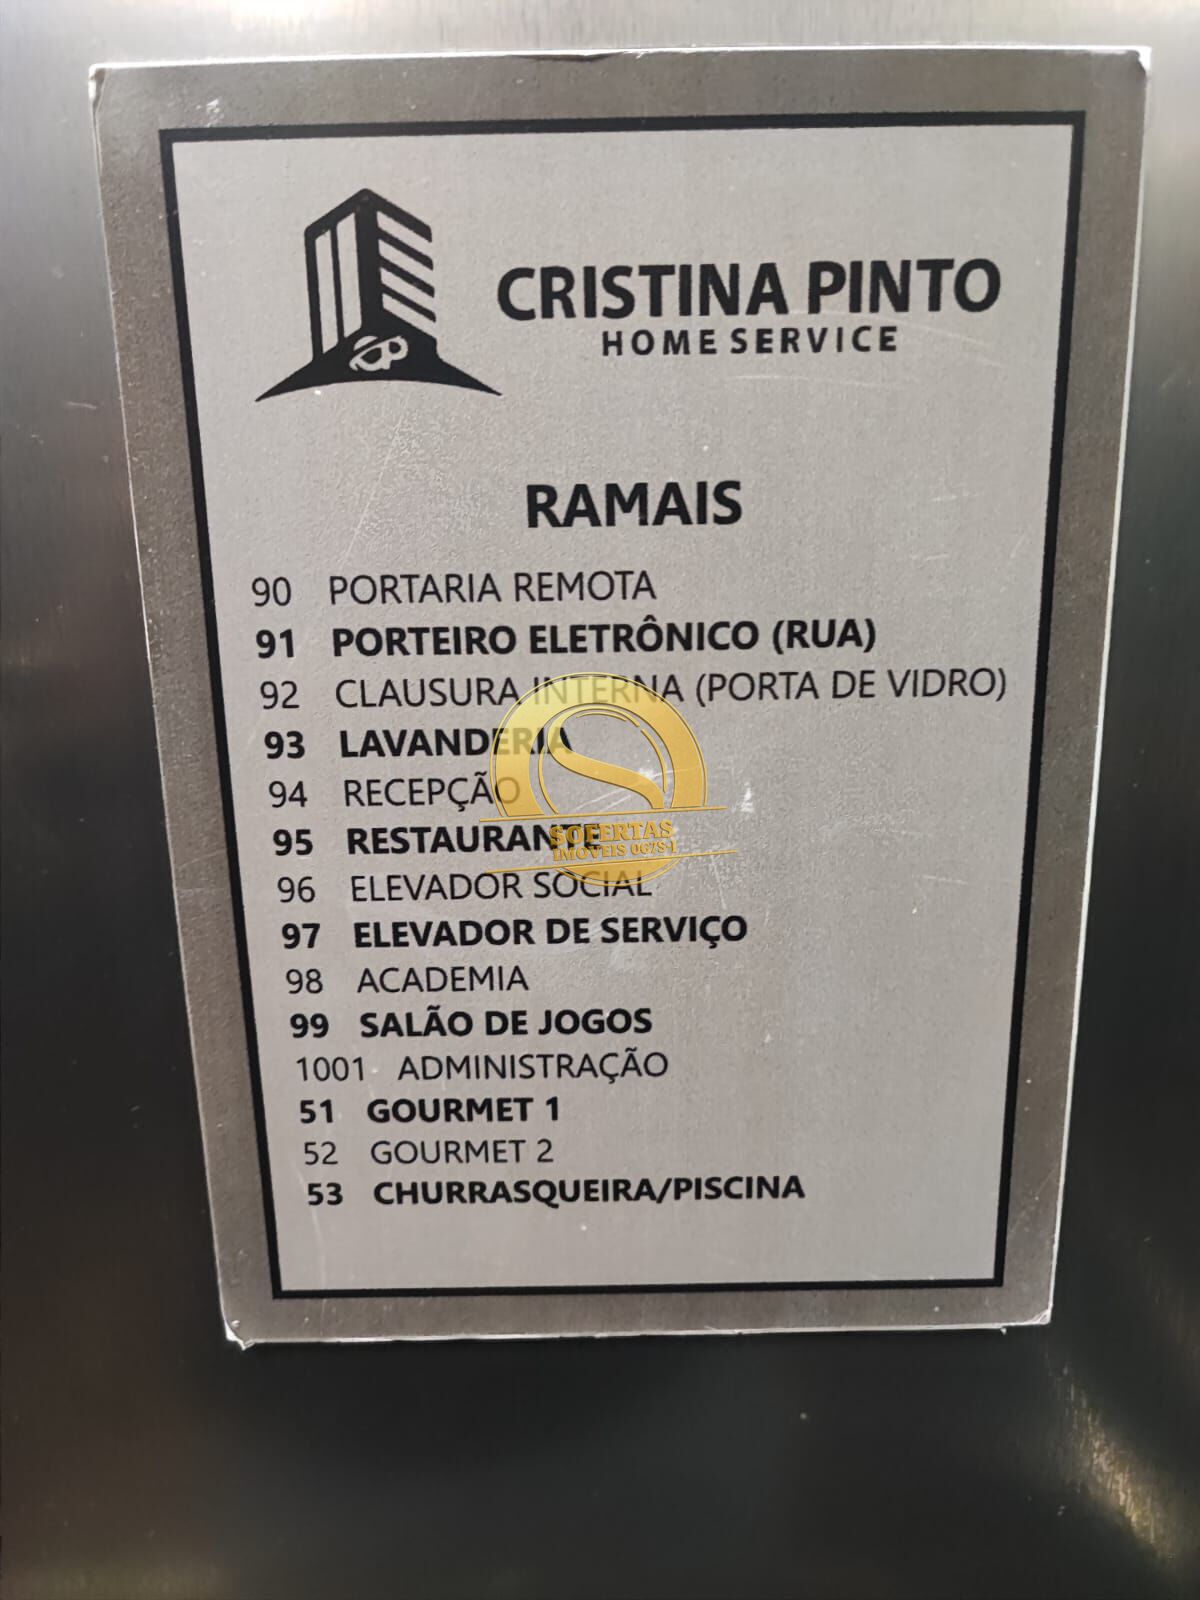 CP
CRISTINA PINTO
HOME SERVICE
RAMAIS
90 PORTARIA REMOTA
91 PORTEIRO ELETRÔNICO (RUA)
92 CLAUSURA INTERNA (PORTA DE VIDRO)
93 LAVANDERIA
94 RECEPÇÃO
95 RESTAURANTE
SOFERTAS
IMÓVEIS
96 ELEVADOR SOCIAL
97 ELEVADOR DE SERVIÇO
98 ACADEMIA
99 SALÃO DE JOGOS
1001 ADMINISTRAÇÃO
51 GOURMET 1
52 GOURMET 2
53 CHURRASQUEIRA/PISCINA